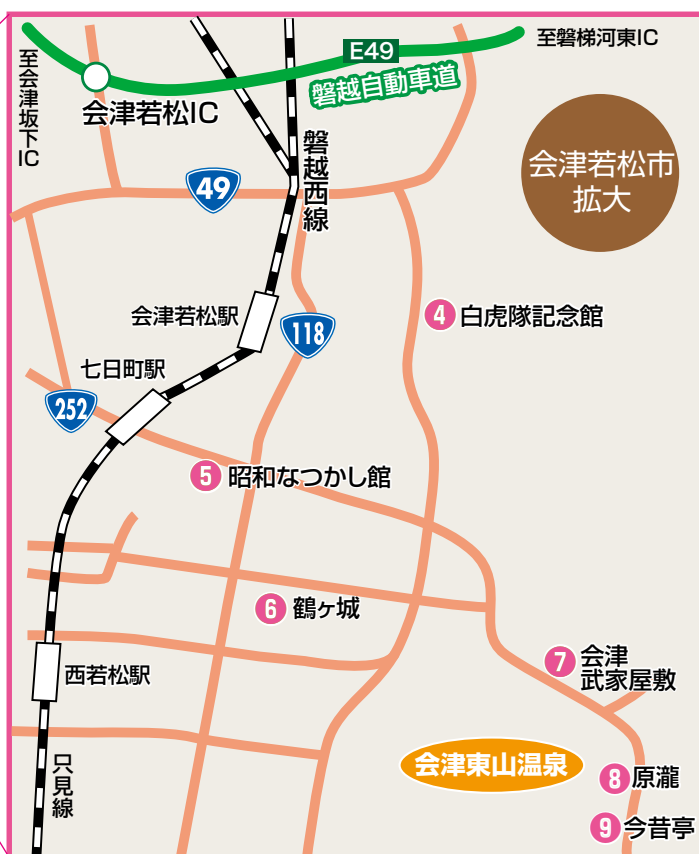 至磐梯河東IC
E49
磐越自動車道
至会津坂下
IC
会津若松IC
会津若松市
拡大
49
磐越西線
会津若松駅
118
4 白虎隊記念館
七日町駅
252
5 昭和なつかし館
6 鶴ヶ城
7 会津
武家屋敷
西若松駅
只見線
会津東山温泉
8 原瀧
9 今昔亭